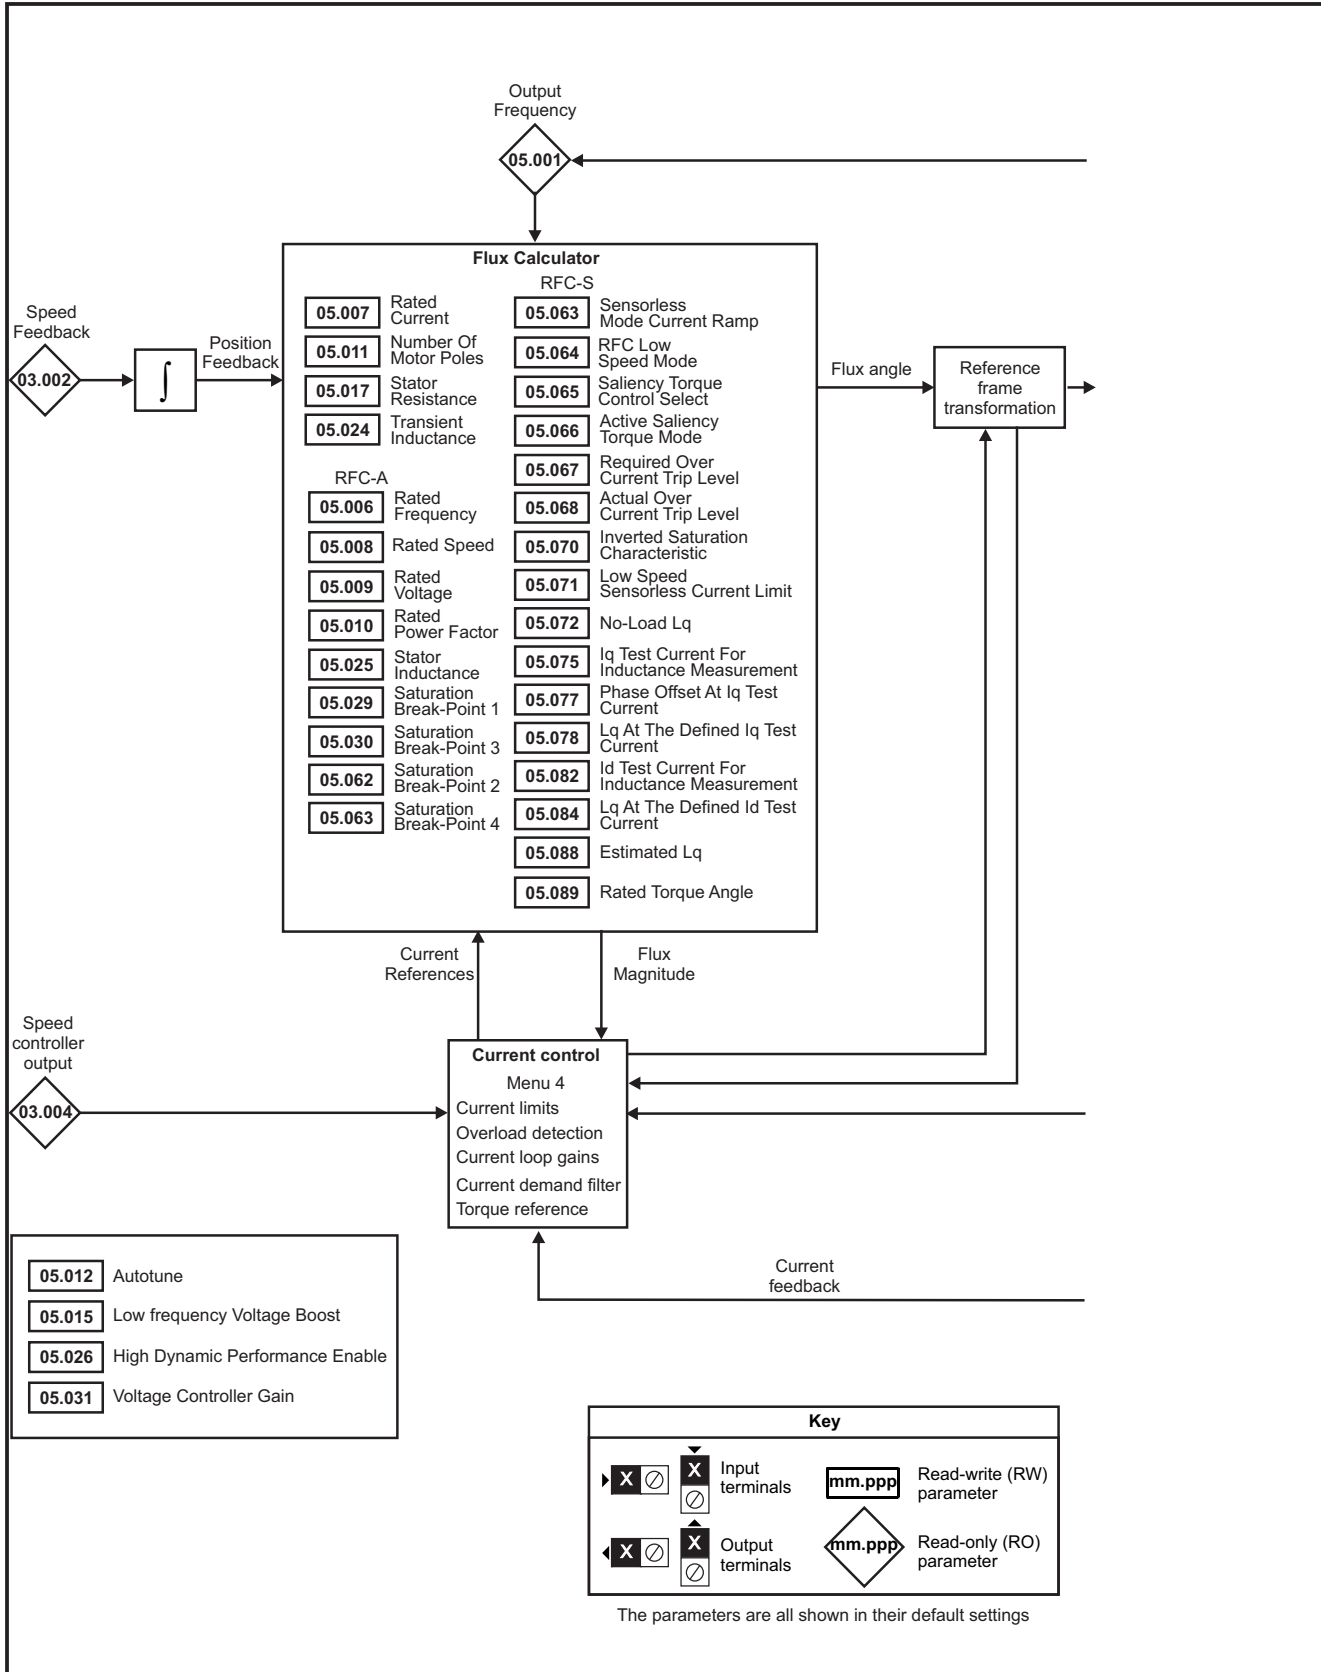 Output
Frequency
05.001
Flux Calculator
RFC-S
05.007
Rated
Current
05.011
Number Of
Motor Poles
05.017
Stator
Resistance
05.024
Transient
Inductance
RFC-A
05.006
Rated
Frequency
05.008
Rated Speed
05.009
Rated
Voltage
05.010
Rated
Power Factor
05.025
Stator
Inductance
05.029
Saturation
Break-Point 1
05.030
Saturation
Break-Point 3
05.062
Saturation
Break-Point 2
05.063
Saturation
Break-Point 4
05.063
Sensorless
Mode Current Ramp
05.064
RFC Low
Speed Mode
05.065
Saliency Torque
Control Select
05.066
Active Saliency
Torque Mode
05.067
Required Over
Current Trip Level
05.068
Actual Over
Current Trip Level
05.070
Inverted Saturation
Characteristic
05.071
Low Speed
Sensorless Current Limit
05.072
No-Load Lq
05.075
Iq Test Current For
Inductance Measurement
05.077
Phase Offset At Iq Test
Current
05.078
Lq At The Defined Iq Test
Current
05.082
Id Test Current For
Inductance Measurement
05.084
Lq At The Defined Id Test
Current
05.088
Estimated Lq
05.089
Rated Torque Angle
Speed
Feedback
03.002
∫
Position
Feedback
Flux angle
Reference
frame
transformation
Current
References
Flux
Magnitude
Speed
controller
output
03.004
Current control
Menu 4
Current limits
Overload detection
Current loop gains
Current demand filter
Torque reference
Current
feedback
05.012
Autotune
05.015
Low frequency Voltage Boost
05.026
High Dynamic Performance Enable
05.031
Voltage Controller Gain
Key
X
X
Input
terminals
mm.ppp
Read-write (RW)
parameter
X
X
Output
terminals
mm.ppp
Read-only (RO)
parameter
The parameters are all shown in their default settings